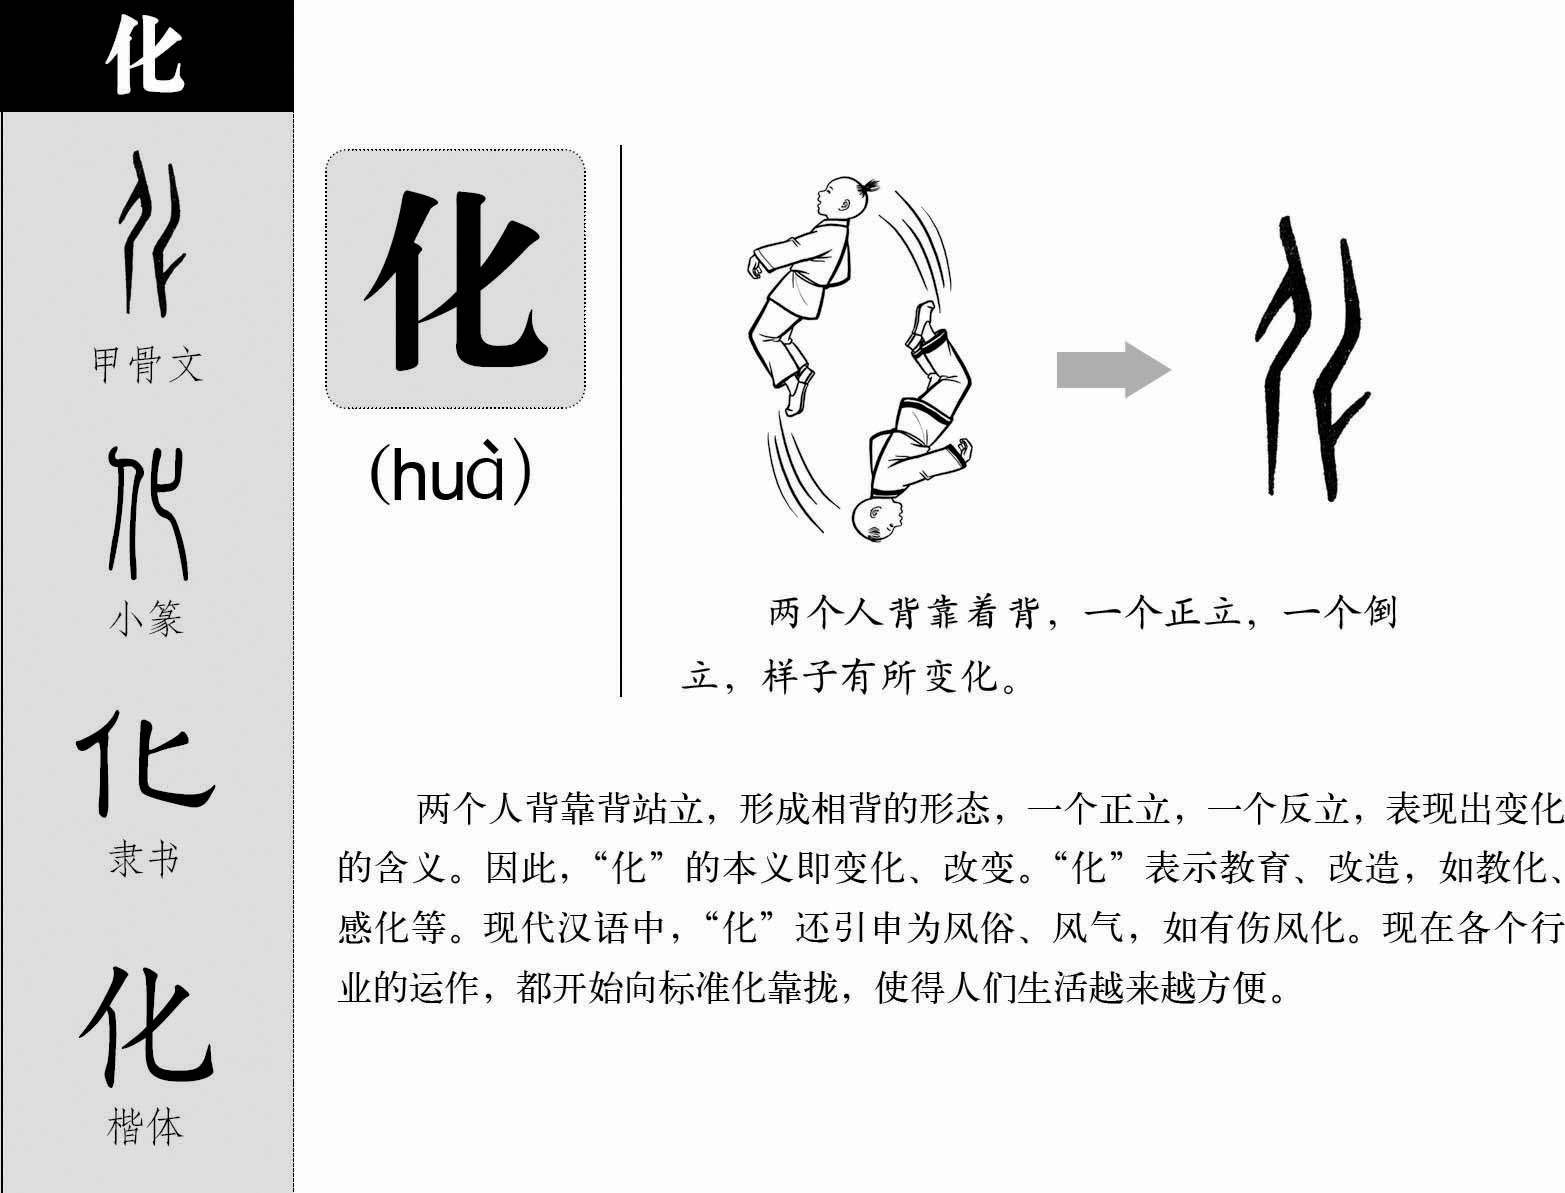 化
甲骨文
小篆
隶书
楷体
化
(huà)
两个人背靠着背，一个正立，一个倒
立，样子有所变化。
两个人背靠背站立，形成相背的形态，一个正立，一个反立，表现出变化
的含义。因此，“化”的本义即变化、改变。“化”表示教育、改造，如教化、
感化等。现代汉语中，“化”还引申为风俗、风气，如有伤风化。现在各个行
业的运作，都开始向标准化靠拢，使得人们生活越来越方便。